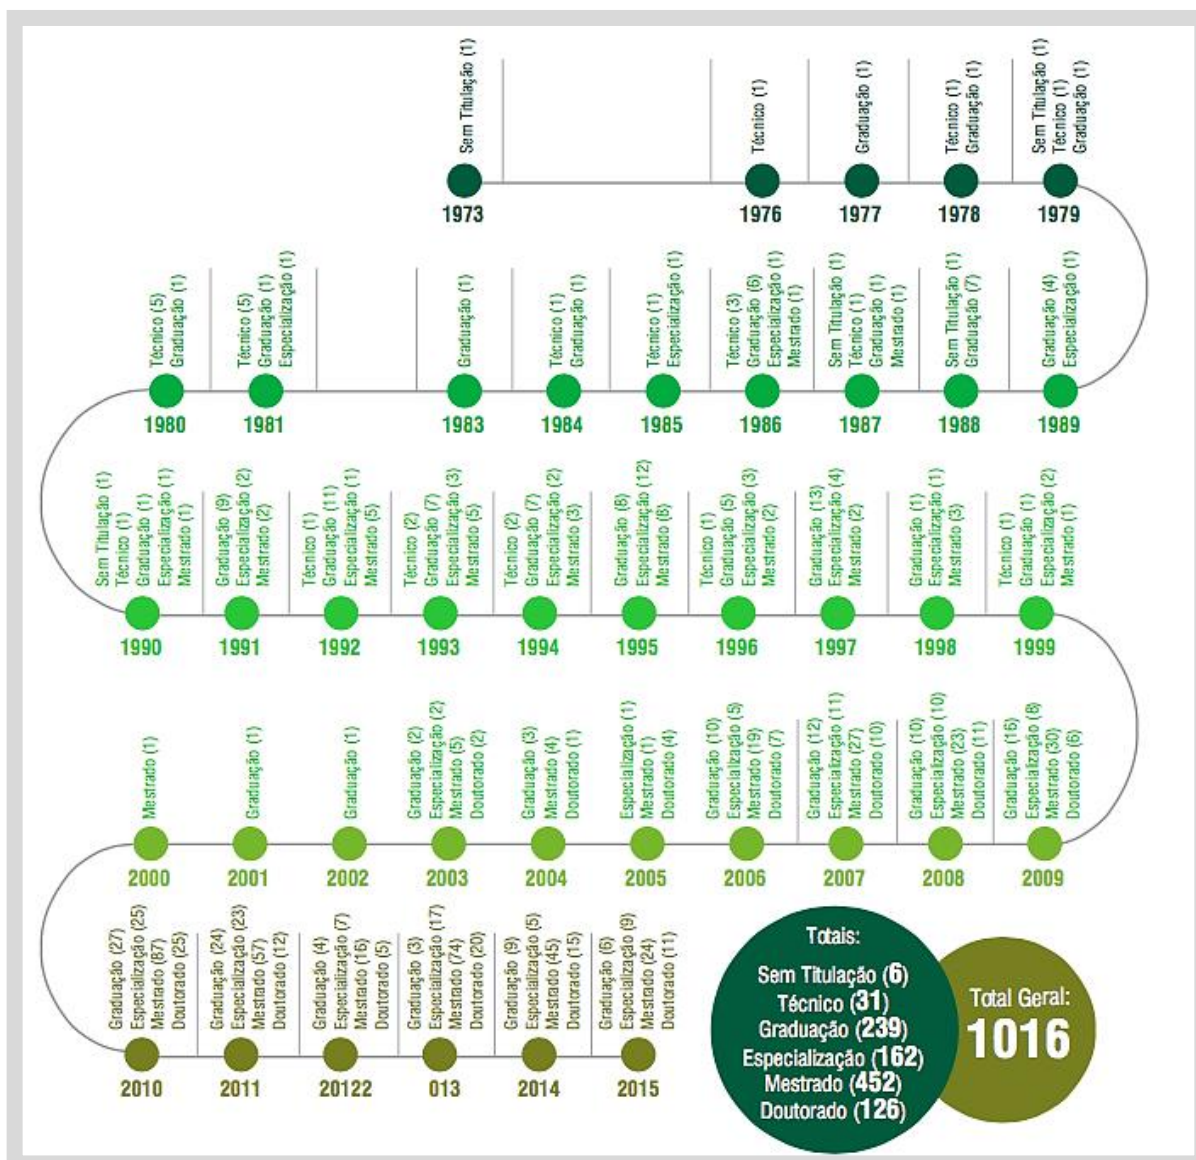 Sem Titulação (1)
1973
Técnico (1)
1976
Graduação (1)
1977
Técnico (1)
Graduação (1)
1978
Sem Titulação (1)
Técnico (1)
Graduação (1)
1979
Técnico (5)
Graduação (1)
1980
Técnico (5)
Graduação (1)
Especialização (1)
1981
Graduação (1)
1983
Técnico (1)
Graduação (1)
1984
Técnico (1)
Especialização (1)
1985
Técnico (3)
Graduação (6)
Especialização (1)
Mestrado (1)
1986
Sem Titulação (1)
Técnico (1)
Graduação (1)
Mestrado (1)
1987
Sem Titulação (1)
Graduação (7)
1988
Graduação (4)
Especialização (1)
1989
Sem Titulação (1)
Técnico (1)
Graduação (1)
Especialização (1)
Mestrado (1)
1990
Graduação (9)
Especialização (2)
Mestrado (2)
1991
Técnico (1)
Graduação (11)
Especialização (1)
Mestrado (5)
1992
Técnico (2)
Graduação (7)
Especialização (3)
Mestrado (5)
1993
Técnico (2)
Graduação (7)
Especialização (2)
Mestrado (3)
1994
Graduação (8)
Especialização (12)
Mestrado (8)
1995
Técnico (1)
Graduação (5)
Especialização (3)
Mestrado (2)
1996
Graduação (13)
Especialização (4)
Mestrado (2)
1997
Graduação (1)
Especialização (1)
Mestrado (3)
1998
Técnico (1)
Graduação (1)
Especialização (2)
Mestrado (1)
1999
Mestrado (1)
2000
Graduação (1)
2001
Graduação (1)
2002
Graduação (2)
Especialização (2)
Mestrado (5)
Doutorado (2)
2003
Graduação (3)
Mestrado (4)
Doutorado (1)
2004
Especialização (1)
Mestrado (1)
Doutorado (4)
2005
Graduação (10)
Especialização (5)
Mestrado (19)
Doutorado (7)
2006
Graduação (12)
Especialização (11)
Mestrado (27)
Doutorado (10)
2007
Graduação (10)
Especialização (10)
Mestrado (23)
Doutorado (11)
2008
Graduação (16)
Especialização (8)
Mestrado (30)
Doutorado (6)
2009
Graduação (27)
Especialização (25)
Mestrado (87)
Doutorado (25)
2010
Graduação (24)
Especialização (23)
Mestrado (57)
Doutorado (12)
2011
Graduação (4)
Especialização (7)
Mestrado (16)
Doutorado (5)
20122
Graduação (3)
Especialização (17)
Mestrado (74)
Doutorado (20)
013
Graduação (9)
Especialização (5)
Mestrado (45)
Doutorado (15)
2014
Graduação (6)
Especialização (9)
Mestrado (24)
Doutorado (11)
2015
Totais:
Sem Titulação (6)
Técnico (31)
Graduação (239)
Especialização (162)
Mestrado (452)
Doutorado (126)
Total Geral:
1016